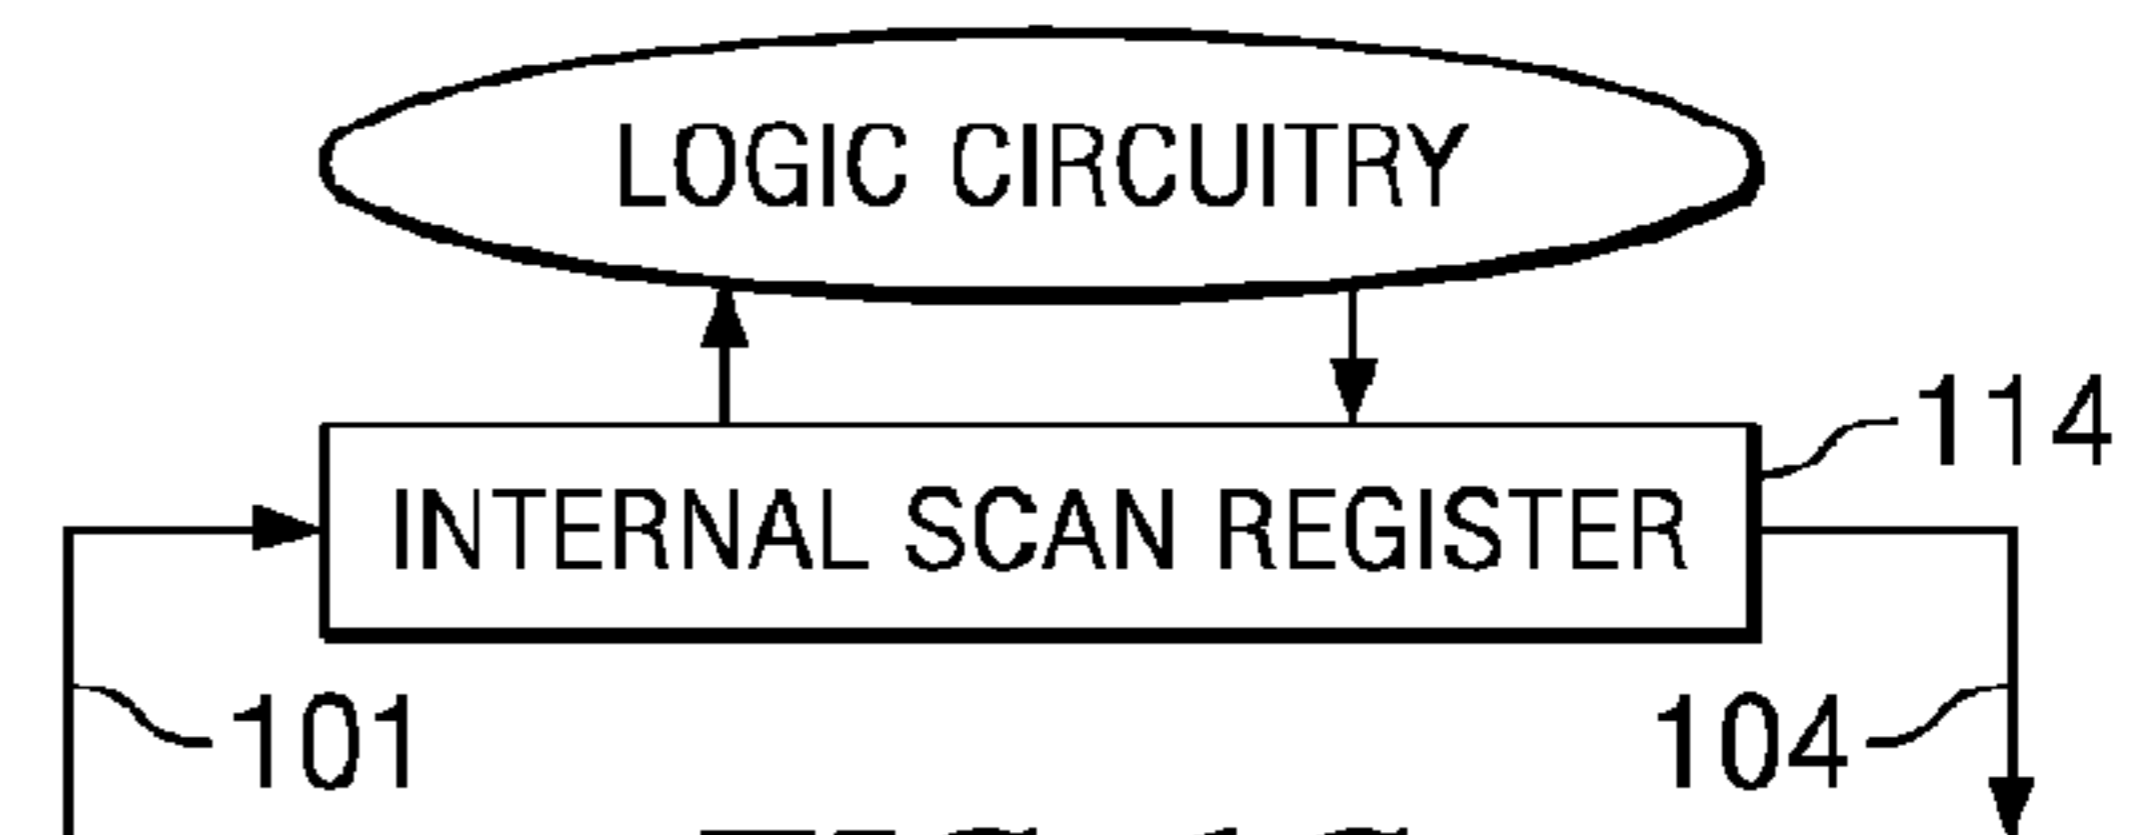 LOGIC CIRCUITRY
114
INTERNAL SCAN REGISTER
101
104